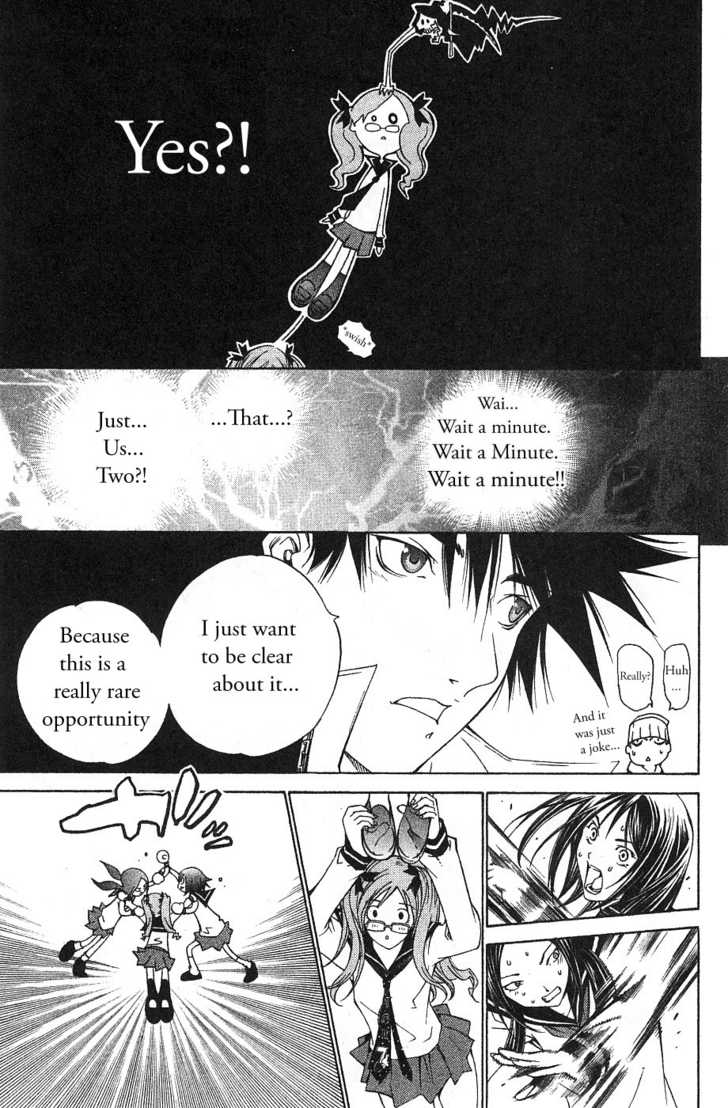 Yes?!
*swish*
Wai...
Wait a minute.
Wait a Minute.
Wait a minute!!
...That...?
Just...
Us...
Two?!
Huh
...
Really?
And it
was just
a joke...
I just want
to be clear
about it...
Because
this is a
really rare
opportunity